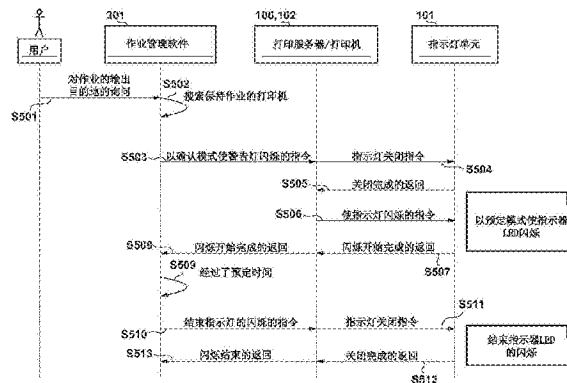 201
100,102
101
用户
作业管理软件
打印服务器/打印机
指示灯单元
对作业的输出
目的地的询问
S501
S502
搜索保持作业的打印机
S503
以确认模式使警告灯闪烁的指令
指示灯关闭指令
S504
S505
关闭完成的返回
S506
使指示灯闪烁的指令
以预定模式使指示器
LED闪烁
S508
闪烁开始完成的返回
闪烁开始完成的返回
S507
S509
经过了预定时间
S510
结束指示灯的闪烁的指令
指示灯关闭指令
S511
结束指示器LED
的闪烁
S513
闪烁结束的返回
关闭完成的返回
S512